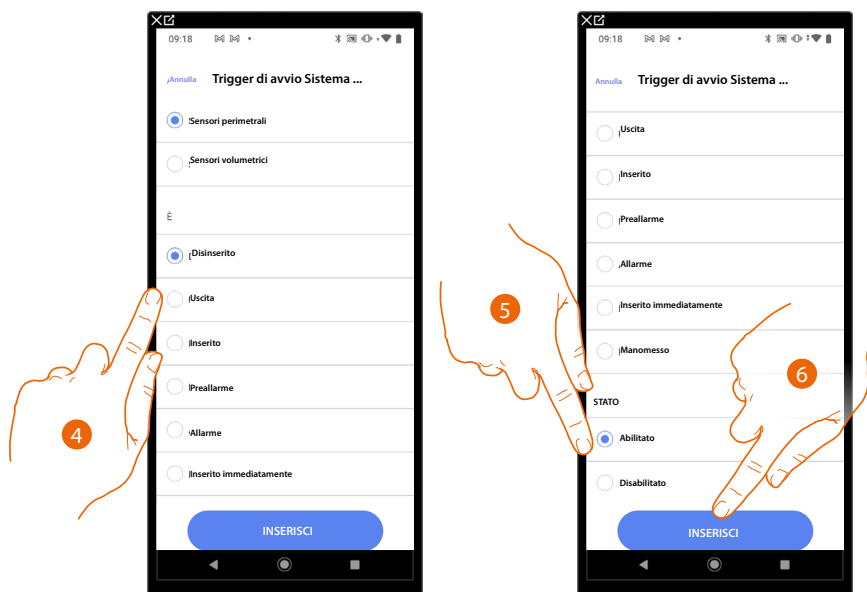 09:18
Annulla
Trigger di avvio Sistema ...
Sensori perimetrali
Sensori volumetrici
È
Disinserito
Uscita
Inserito
Preallarme
Allarme
Inserito immediatamente
INSERISCI
4
09:18
Annulla
Trigger di avvio Sistema ...
Uscita
Inserito
Preallarme
Allarme
Inserito immediatamente
Manomesso
STATO
Abilitato
Disabilitato
INSERISCI
5
6